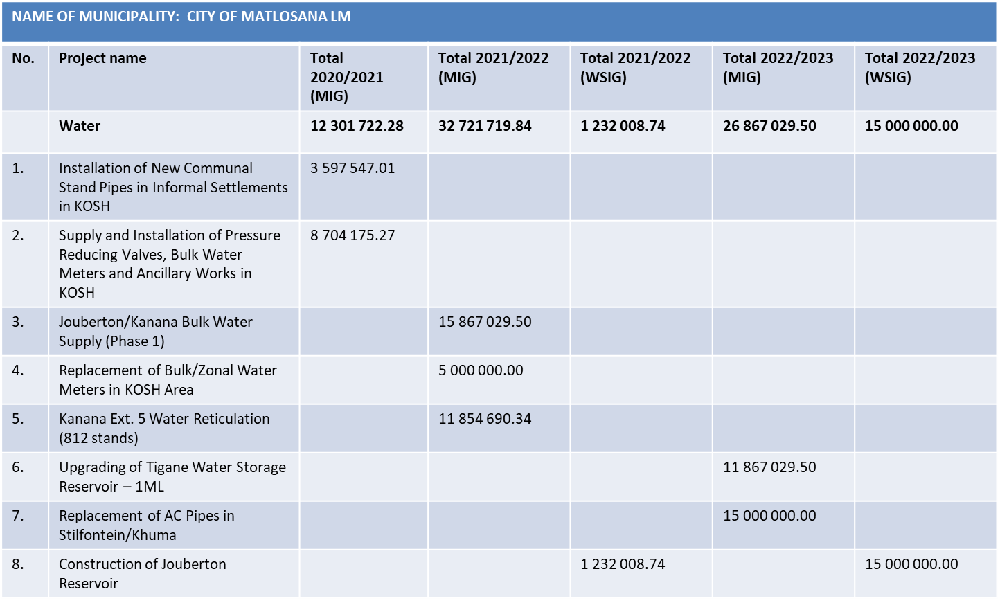 NAME OF MUNICIPALITY: CITY OF MATLOSANA LM
No. Project name Total 2020/2021 (MIG) Total 2021/2022 (MIG) Total 2021/2022 (WSIG) Total 2022/2023 (MIG) Total 2022/2023 (WSIG)
Water 12 301 722.28 32 721 719.84 1 232 008.74 26 867 029.50 15 000 000.00
1. Installation of New Communal 3 597 547.01
Stand Pipes in Informal Settlements
in KOSH
2. Supply and Installation of Pressure 8 704 175.27
Reducing Valves, Bulk Water
Meters and Ancillary Works in
KOSH
3. Jouberton/Kanana Bulk Water 15 867 029.50
Supply (Phase 1)
4. Replacement of Bulk/Zonal Water 5 000 000.00
Meters in KOSH Area
5. Kanana Ext. 5 Water Reticulation 11 854 690.34
(812 stands)
6. Upgrading of Tigane Water Storage 11 867 029.50
Reservoir – 1ML
7. Replacement of AC Pipes in 15 000 000.00
Stilfontein/Khuma
8. Construction of Jouberton 1 232 008.74 15 000 000.00
Reservoir